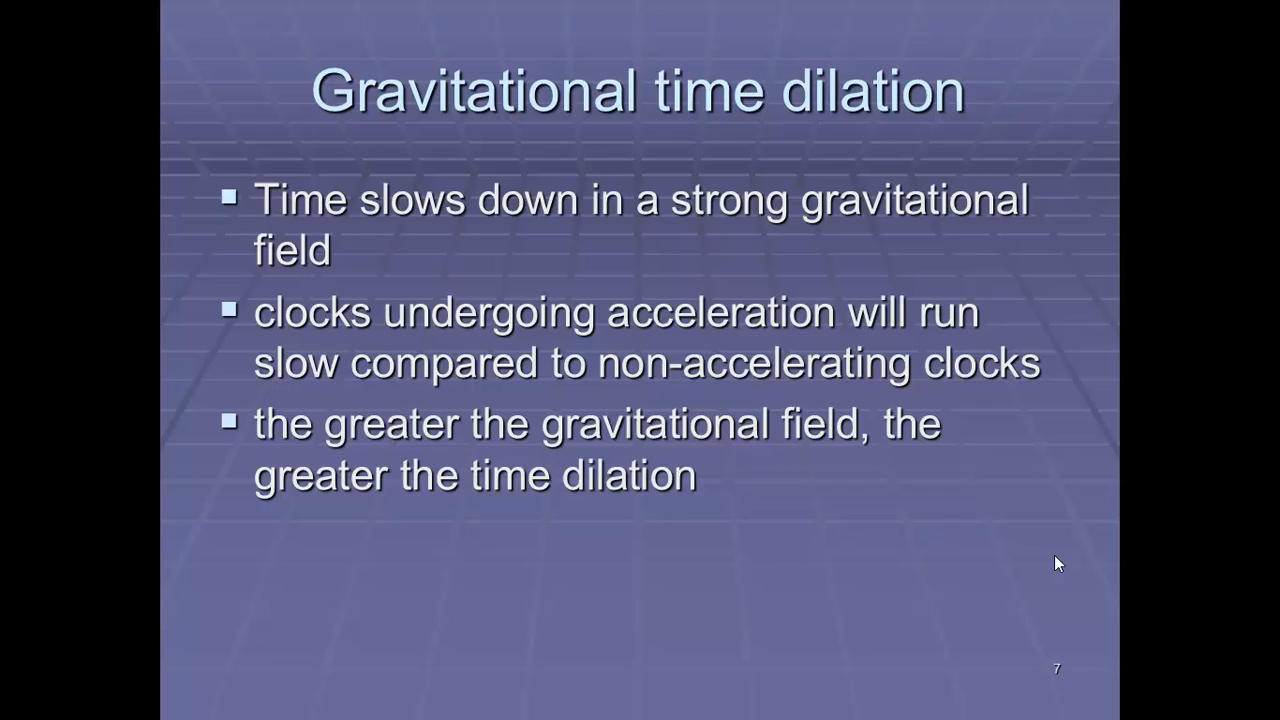 Gravitational time dilation
Time slows down in a strong gravitational
field
clocks undergoing acceleration will run
slow compared to non-accelerating clocks
the greater the gravitational field, the
greater the time dilation
7